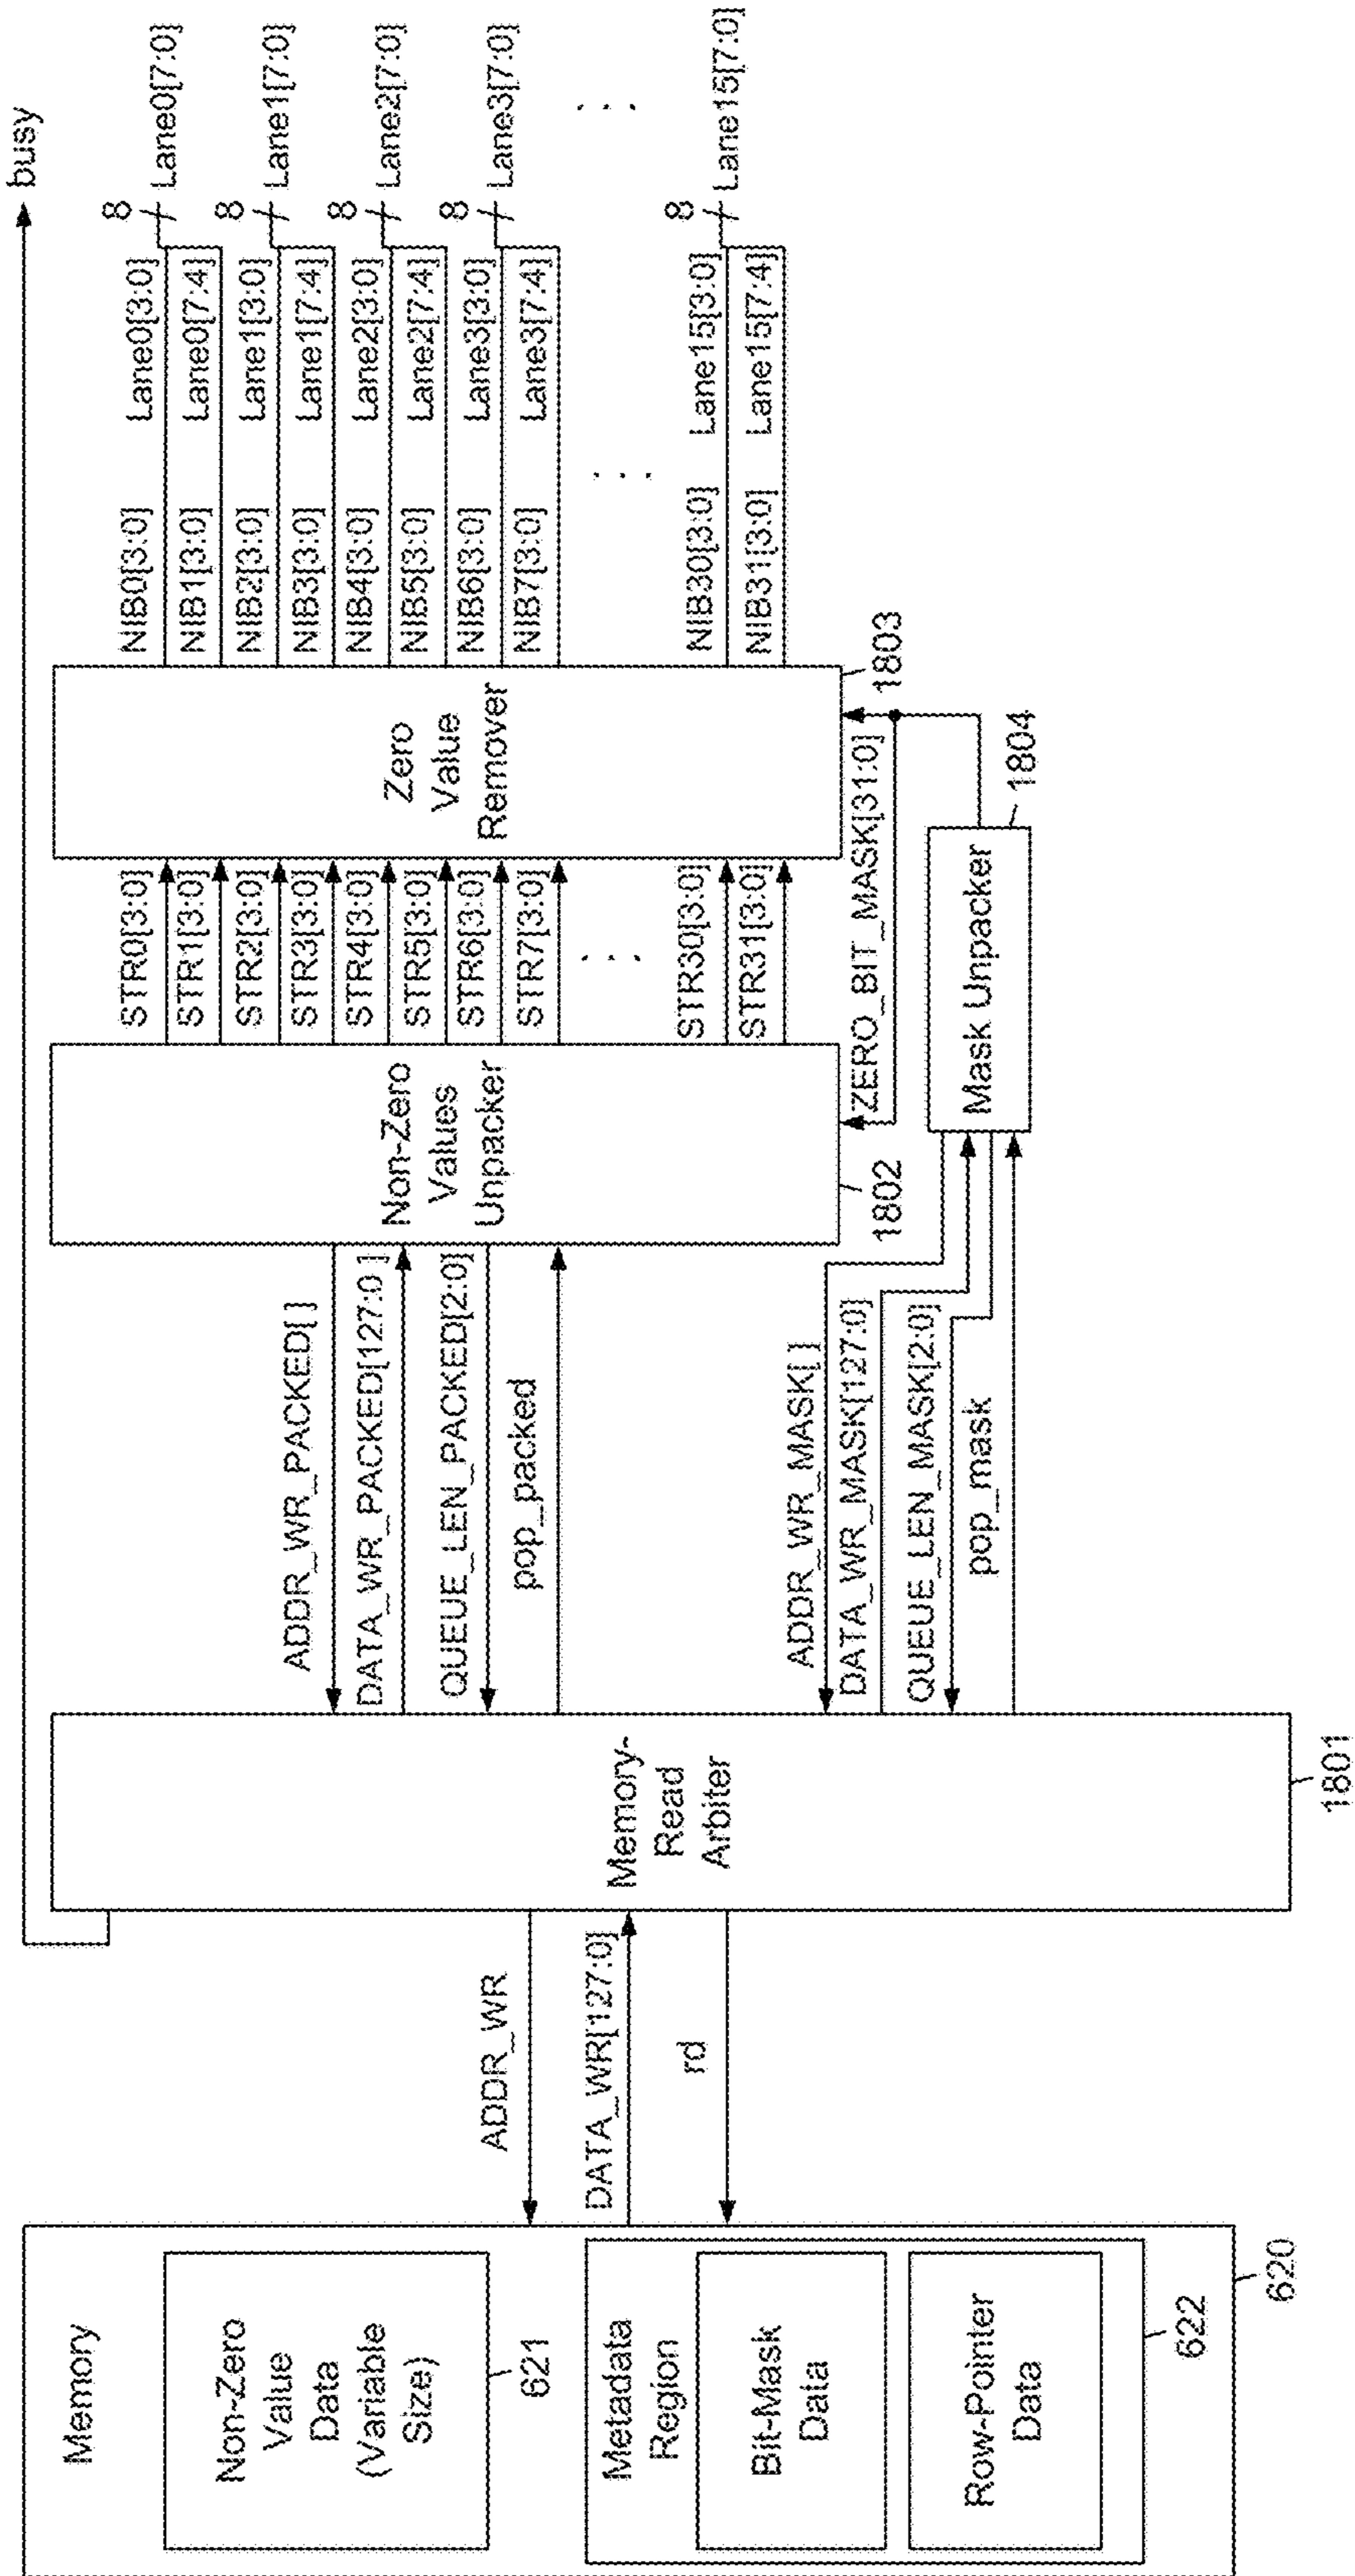 busy
Memory
Non-Zero
Value
Data
(Variable
Size)
621
Metadata
Region
Bit-Mask
Data
Row-Pointer
Data
622
620
ADDR_WR
DATA_WR[127:0]
rd
Memory-
Read
Arbiter
1801
ADDR_WR_PACKED[ ]
DATA_WR_PACKED[127:0 ]
QUEUE_LEN_PACKED[2:0]
pop_packed
ADDR_WR_MASK[ ]
DATA_WR_MASK[127:0]
QUEUE_LEN_MASK[2:0]
pop_mask
Non-Zero
Values
Unpacker
1802
STR0[3:0]
STR1[3:0]
STR2[3:0]
STR3[3:0]
STR4[3:0]
STR5[3:0]
STR6[3:0]
STR7[3:0]
. . .
STR30[3:0]
STR31[3:0]
ZERO_BIT_MASK[31:0]
Mask Unpacker
1804
Zero
Value
Remover
1803
NIB0[3:0] Lane0[3:0]
NIB1[3:0] Lane0[7:4]
8 Lane0[7:0]
NIB2[3:0] Lane1[3:0]
NIB3[3:0] Lane1[7:4]
8 Lane1[7:0]
NIB4[3:0] Lane2[3:0]
NIB5[3:0] Lane2[7:4]
8 Lane2[7:0]
NIB6[3:0] Lane3[3:0]
NIB7[3:0] Lane3[7:4]
8 Lane3[7:0]
. . .
. . .
NIB30[3:0] Lane15[3:0]
NIB31[3:0] Lane15[7:4]
8 Lane15[7:0]